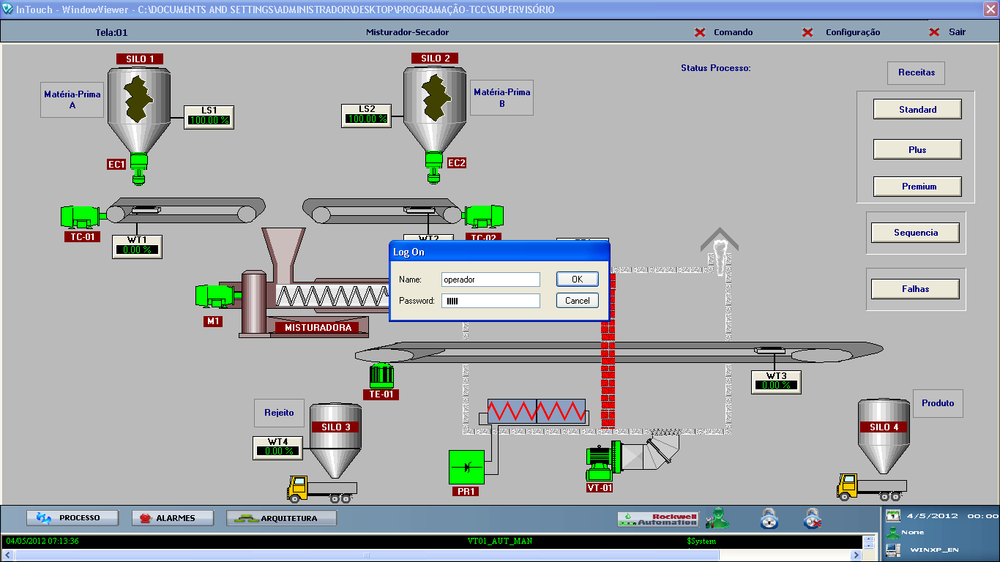 InTouch - WindowViewer - C:\DOCUMENTS AND SETTINGS\ADMINISTRADOR\DESKTOP\PROGRAMAÇÃO-TCC\SUPERVISÓRIO
Tela:01
Misturador-Secador
Comando
Configuração
Sair
SILO 1
SILO 2
Status Processo:
Receitas
Matéria-Prima
A
Matéria-Prima
B
LS1
100.00 %
LS2
100.00 %
Standard
Plus
Premium
EC1
EC2
TC-01
WT1
0.00 %
WT2
TC-02
Sequencia
Falhas
Log On
Name:
operador
OK
Password:
Cancel
M1
MISTURADORA
TE-01
WT3
0.00 %
Rejeito
SILO 3
WT4
0.00 %
Produto
SILO 4
PR1
VT-01
PROCESSO
ALARMES
ARQUITETURA
Rockwell
Automation
4/5/2012 00:00
None
WINXP_EN
04/05/2012 07:13:36
VT01_AUT_MAN
$System